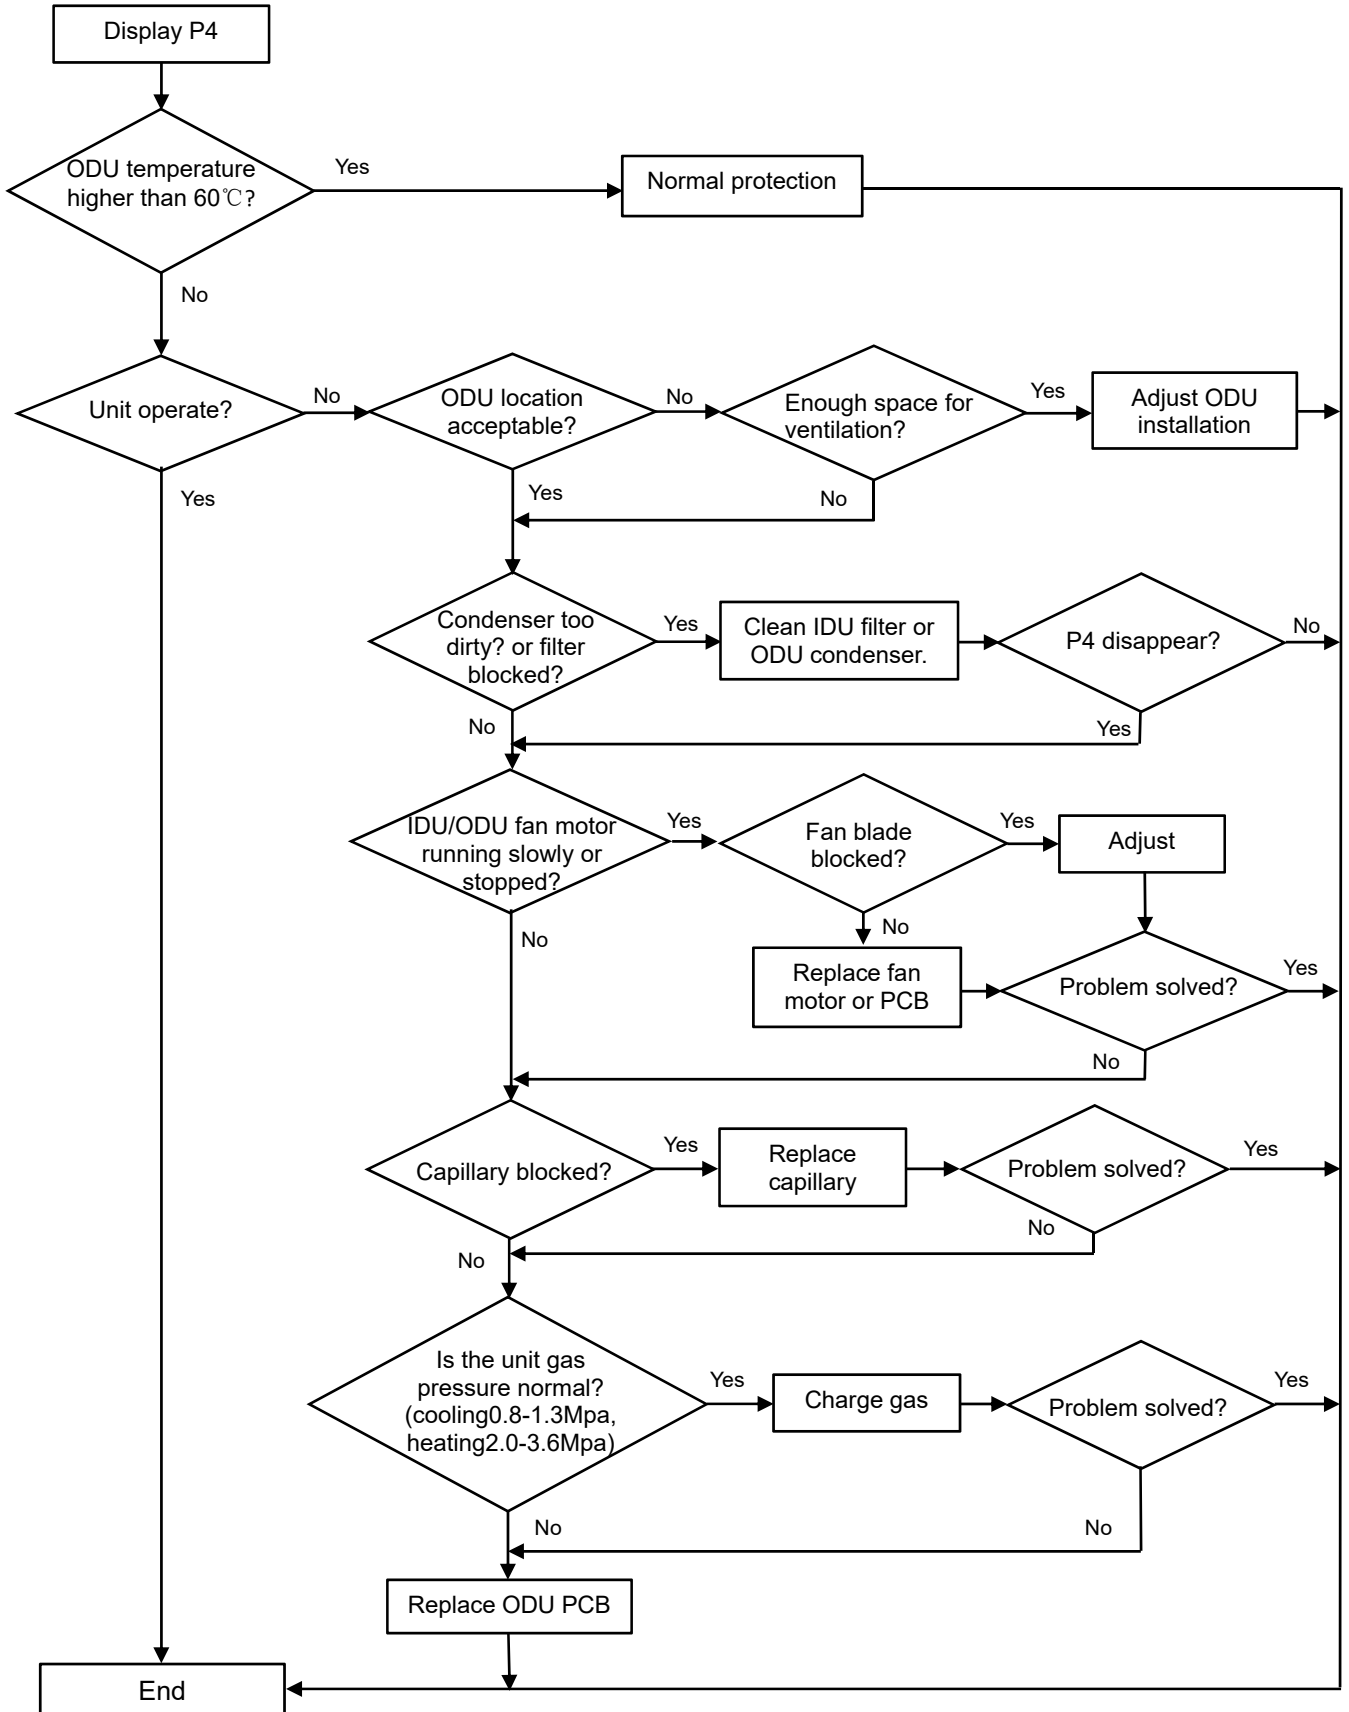 Display P4
ODU temperature
higher than 60℃?
Yes
Normal protection
No
Unit operate?
No
ODU location
acceptable?
No
Enough space for
ventilation?
Yes
Adjust ODU
installation
Yes
Yes
No
Condenser too
dirty? or filter
blocked?
Yes
Clean IDU filter or
ODU condenser.
P4 disappear?
No
No
Yes
IDU/ODU fan motor
running slowly or
stopped?
Yes
Fan blade
blocked?
Yes
Adjust
No
No
Replace fan
motor or PCB
Problem solved?
Yes
No
Capillary blocked?
Yes
Replace
capillary
Problem solved?
Yes
No
No
Is the unit gas
pressure normal?
(cooling0.8-1.3Mpa,
heating2.0-3.6Mpa)
Yes
Charge gas
Problem solved?
Yes
No
No
Replace ODU PCB
End